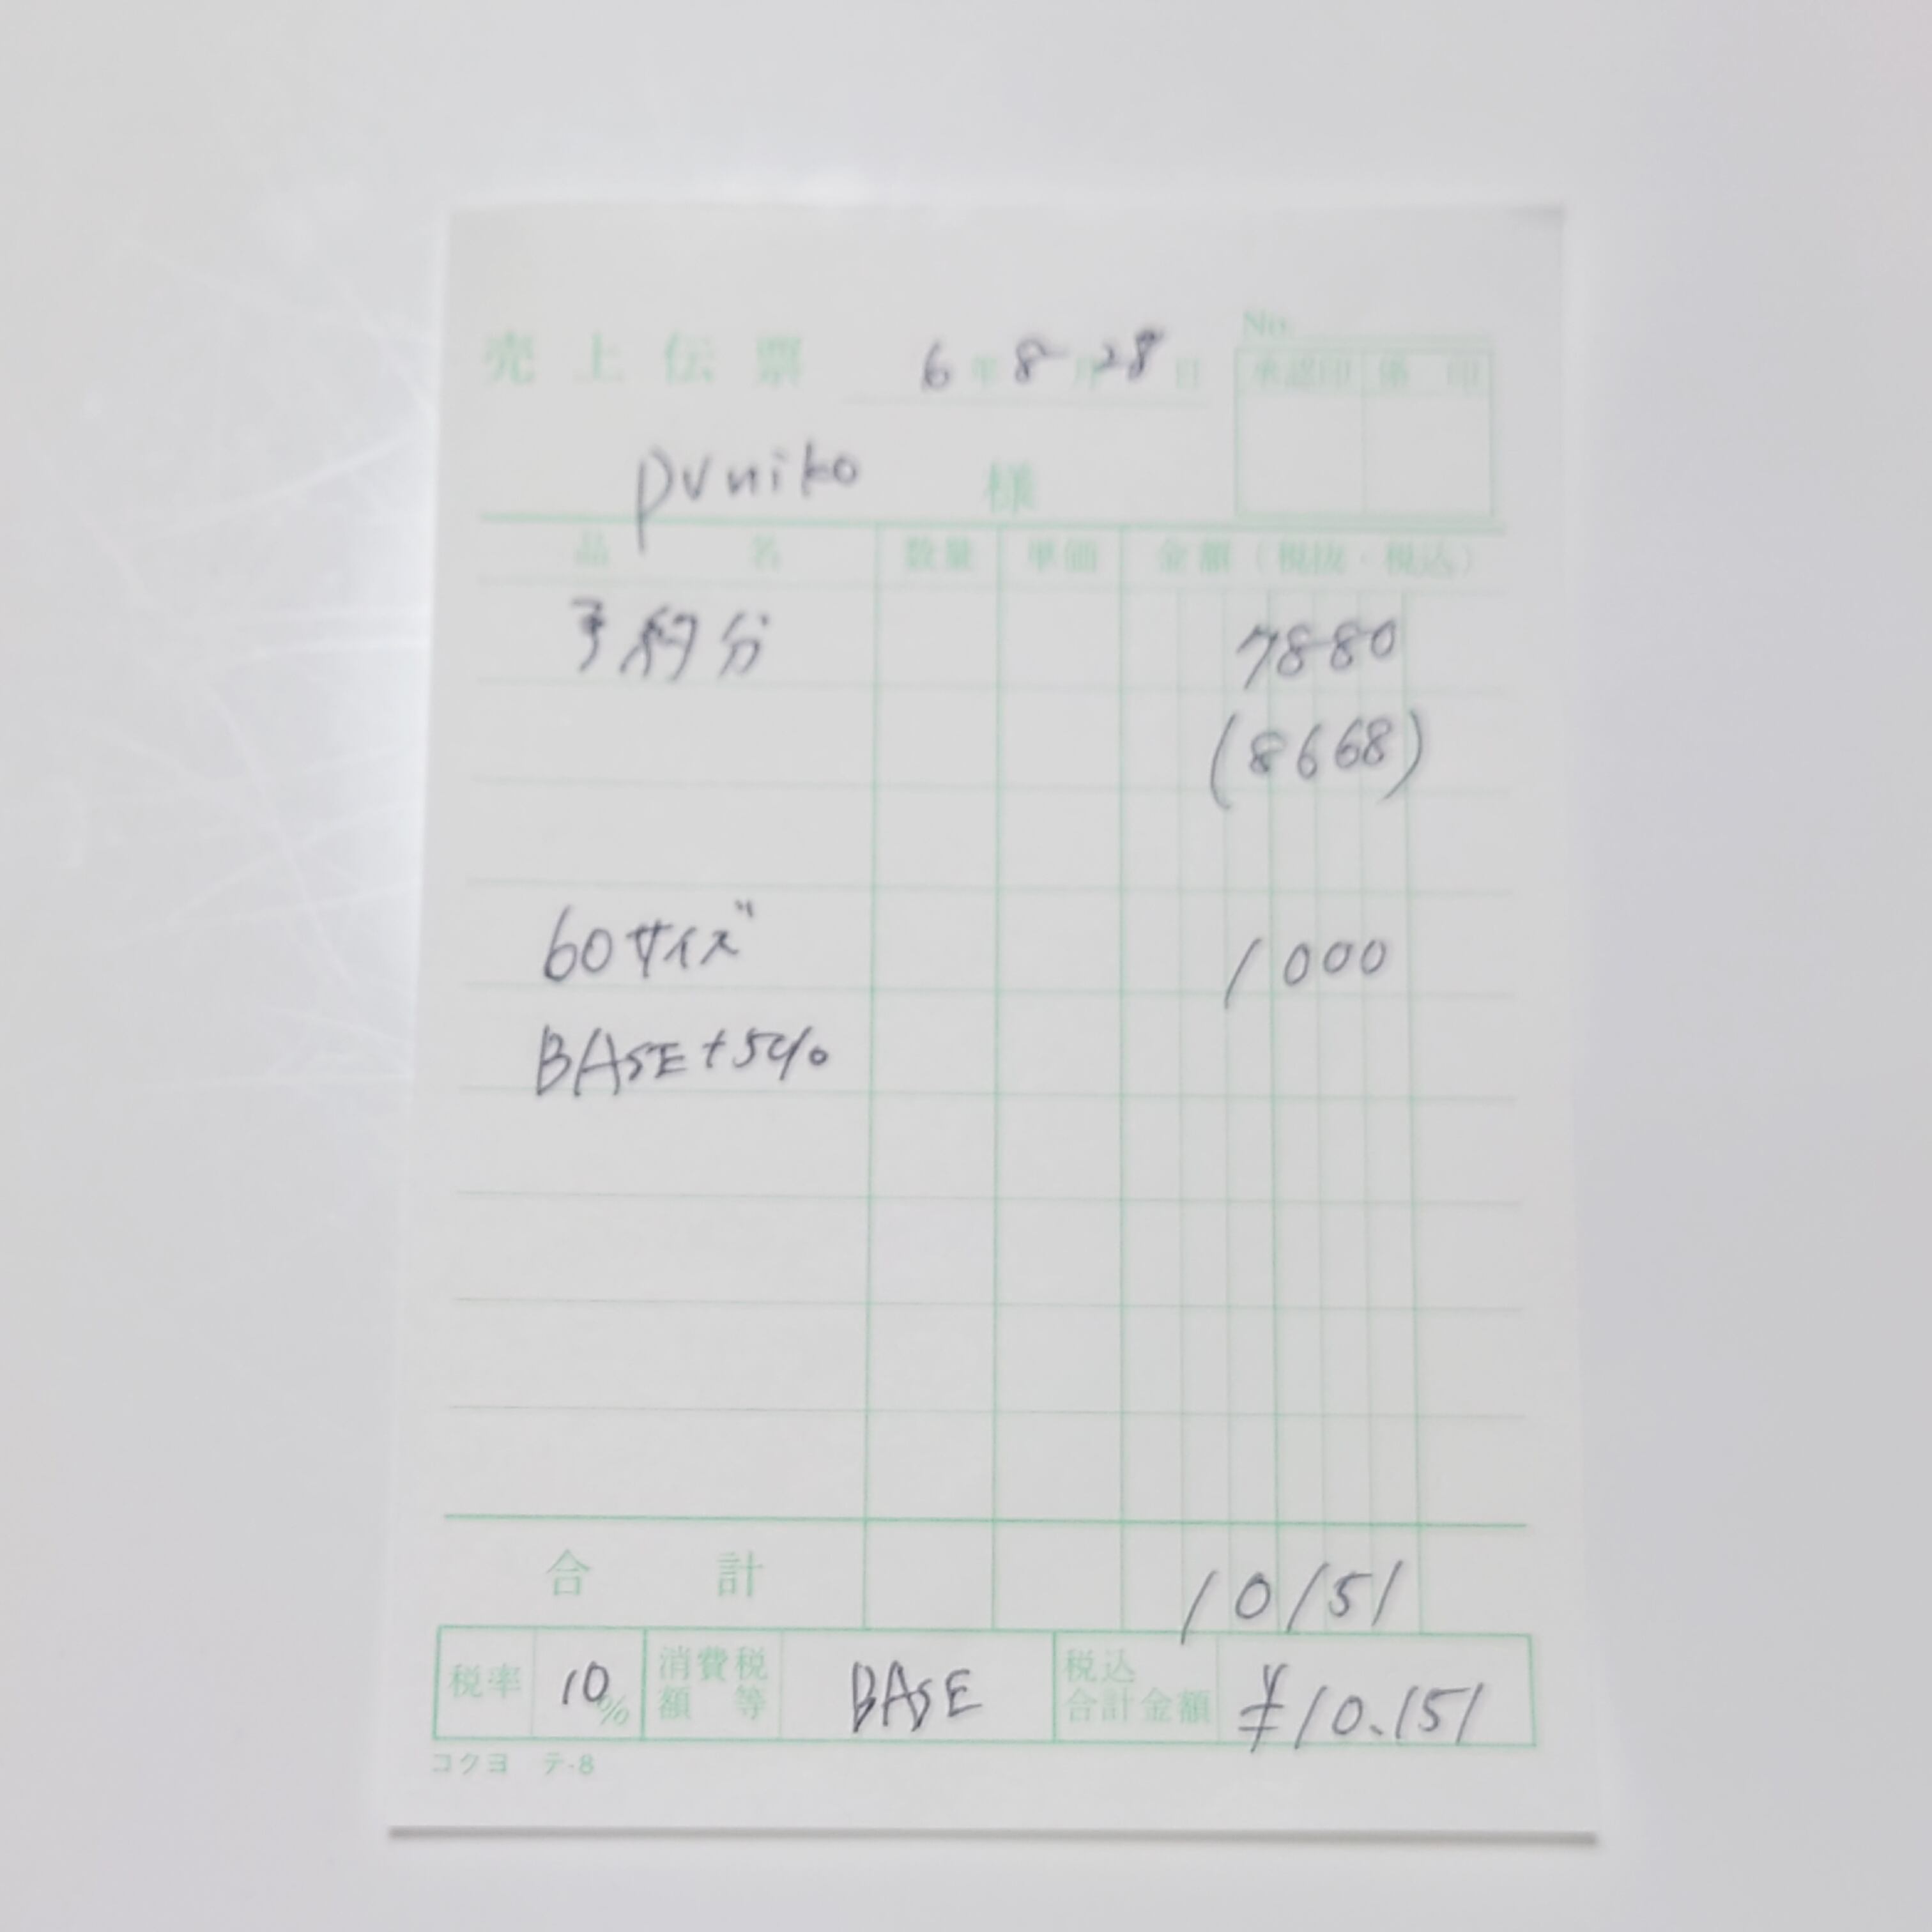 売上伝票 6年8月28日 No.
承認印 係印
puniko 様
品名 数量 単価 金額（税抜・税込）
予約分 7880
(8668)
60サイズ 1000
BASE+5%
合計 10151
税率 10% 消費税額等 BASE 税込合計金額 ¥10.151
コクヨ テ-8